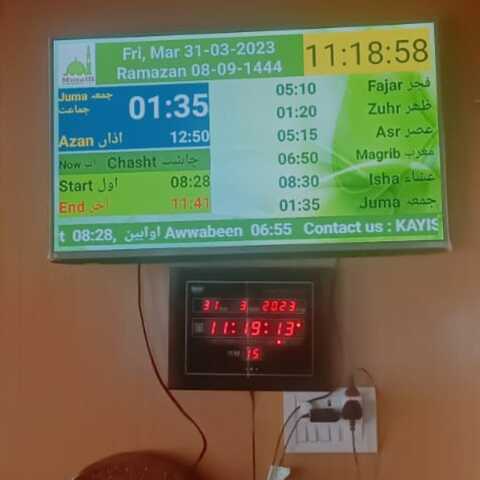 Fri, Mar 31-03-2023
Ramazan 08-09-1444
11:18:58
Juma جمعہ جماعت
01:35
Azan اذان 12:50
Now اب Chasht چاشت
Start اول 08:28
End آخر 11:41
05:10 Fajar فجر
01:20 Zuhr ظهر
05:15 Asr عصر
06:50 Magrib مغرب
08:30 Isha عشاء
01:35 Juma جمعہ
t 08:28, اوابین Awwabeen 06:55 Contact us : KAYIS
31 3 2023
11:19:13
15